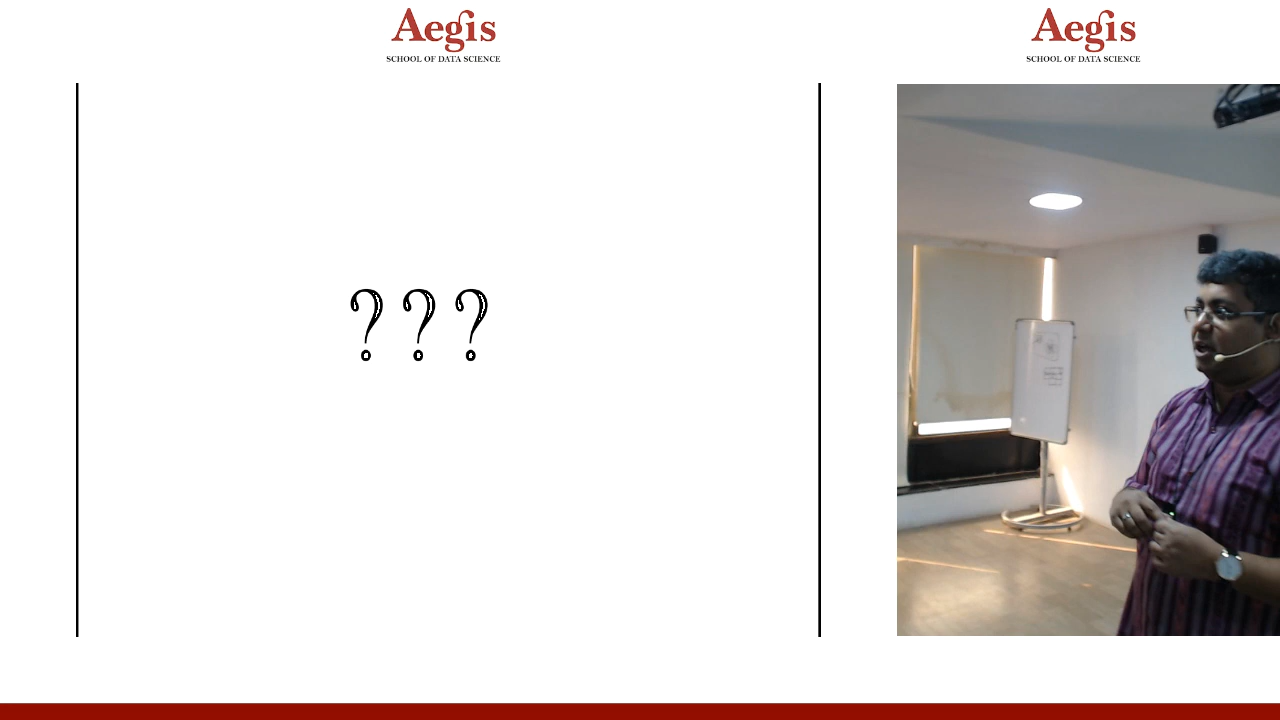 Aegis
SCHOOL OF DATA SCIENCE
Aegis
SCHOOL OF DATA SCIENCE
? ? ?